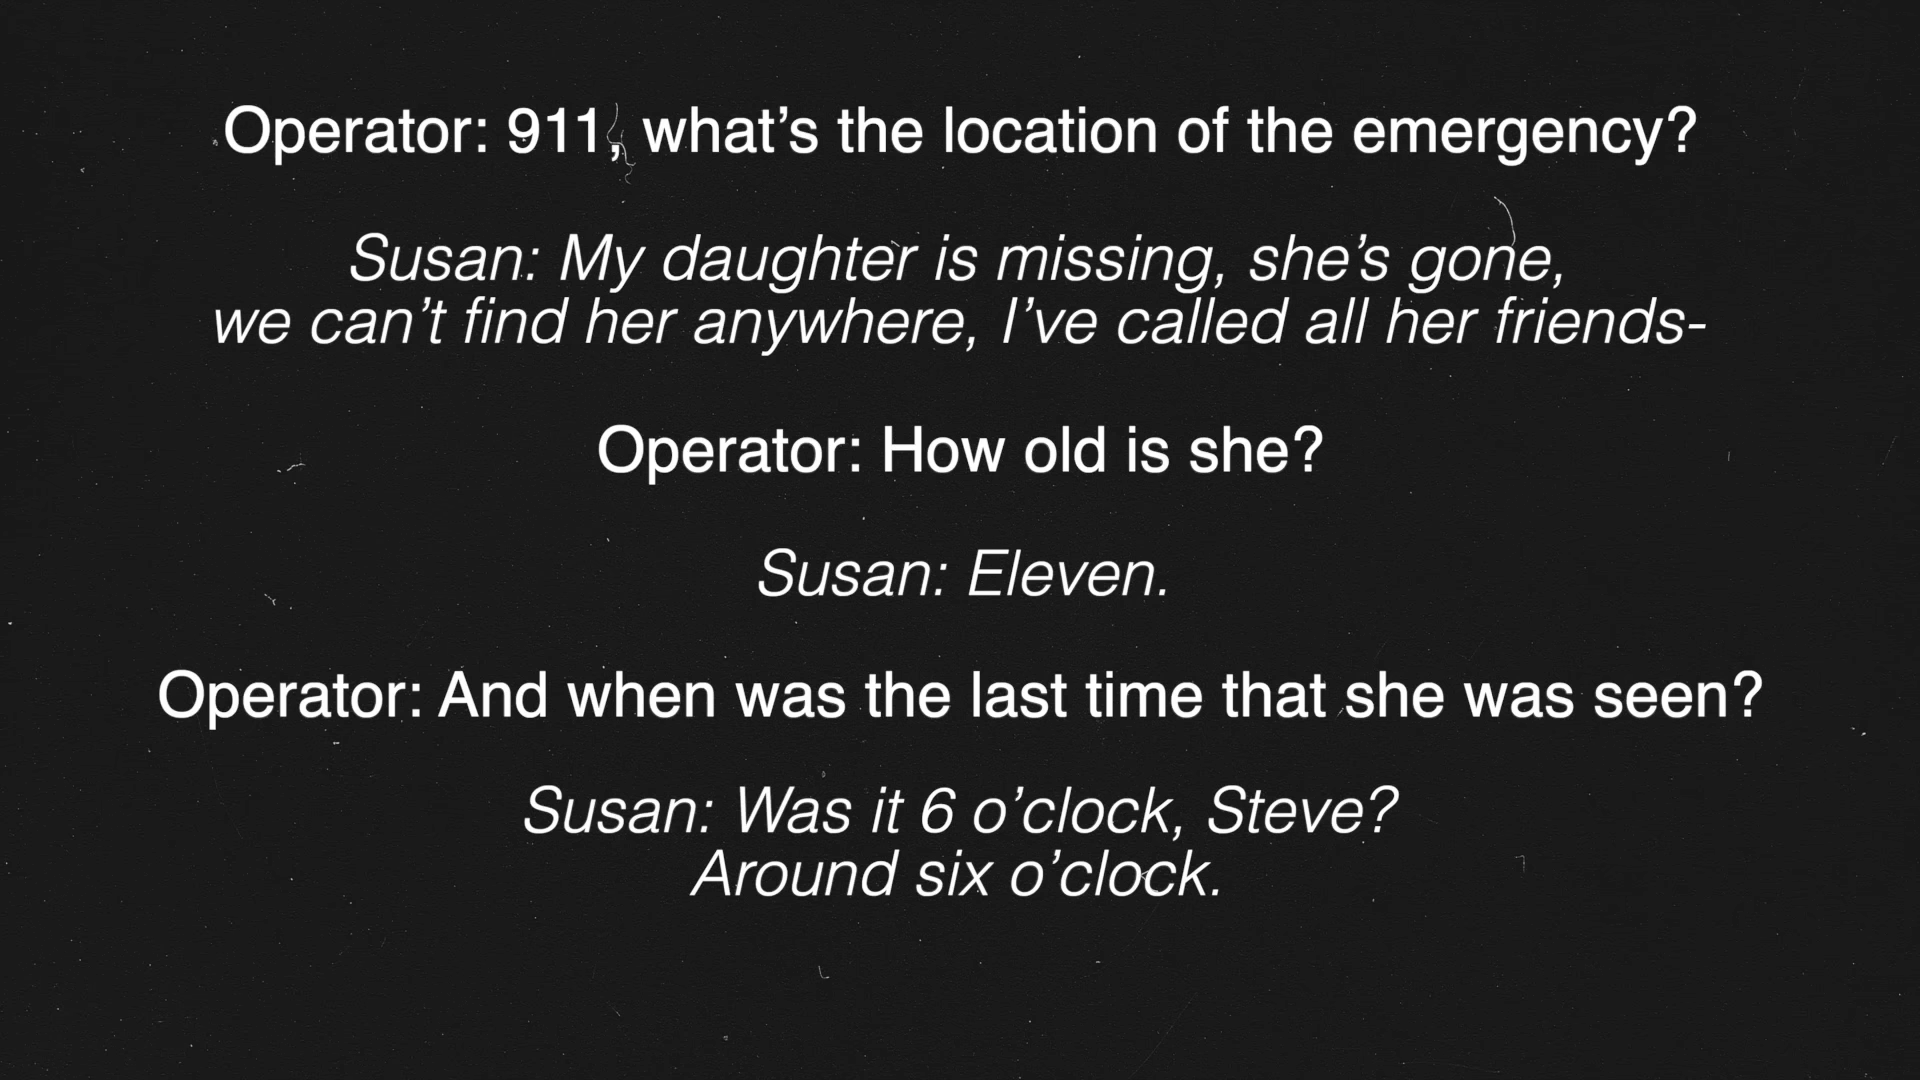 Operator: 911, what’s the location of the emergency?
Susan: My daughter is missing, she’s gone,
we can’t find her anywhere, I’ve called all her friends-
Operator: How old is she?
Susan: Eleven.
Operator: And when was the last time that she was seen?
Susan: Was it 6 o’clock, Steve?
Around six o’clock.